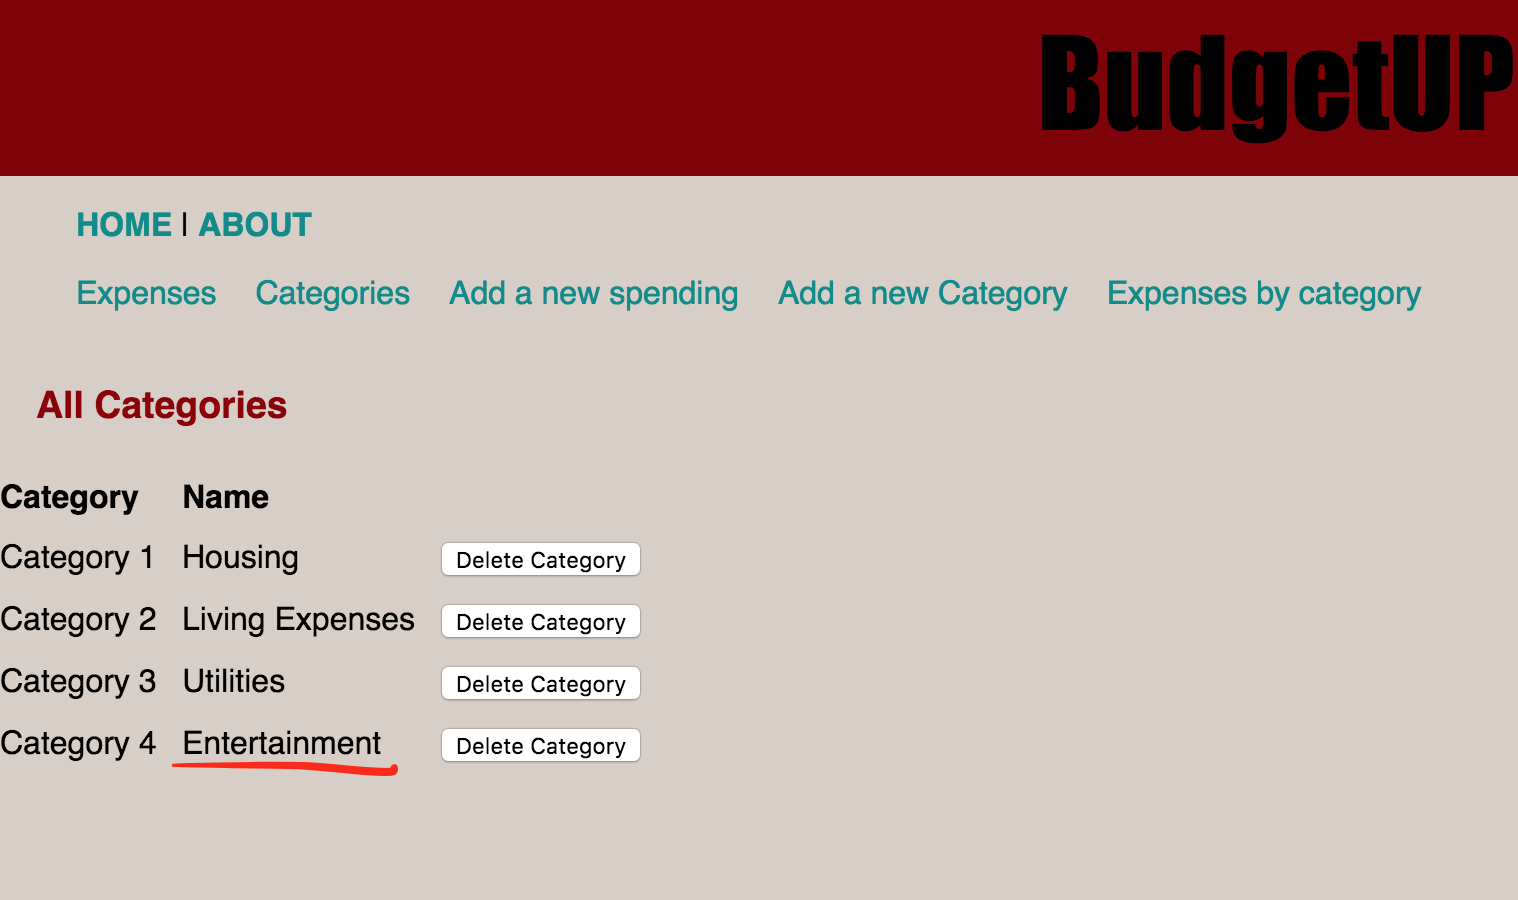 BudgetUP
HOME | ABOUT
Expenses Categories Add a new spending Add a new Category Expenses by category
All Categories
Category Name
Category 1 Housing Delete Category
Category 2 Living Expenses Delete Category
Category 3 Utilities Delete Category
Category 4 Entertainment Delete Category